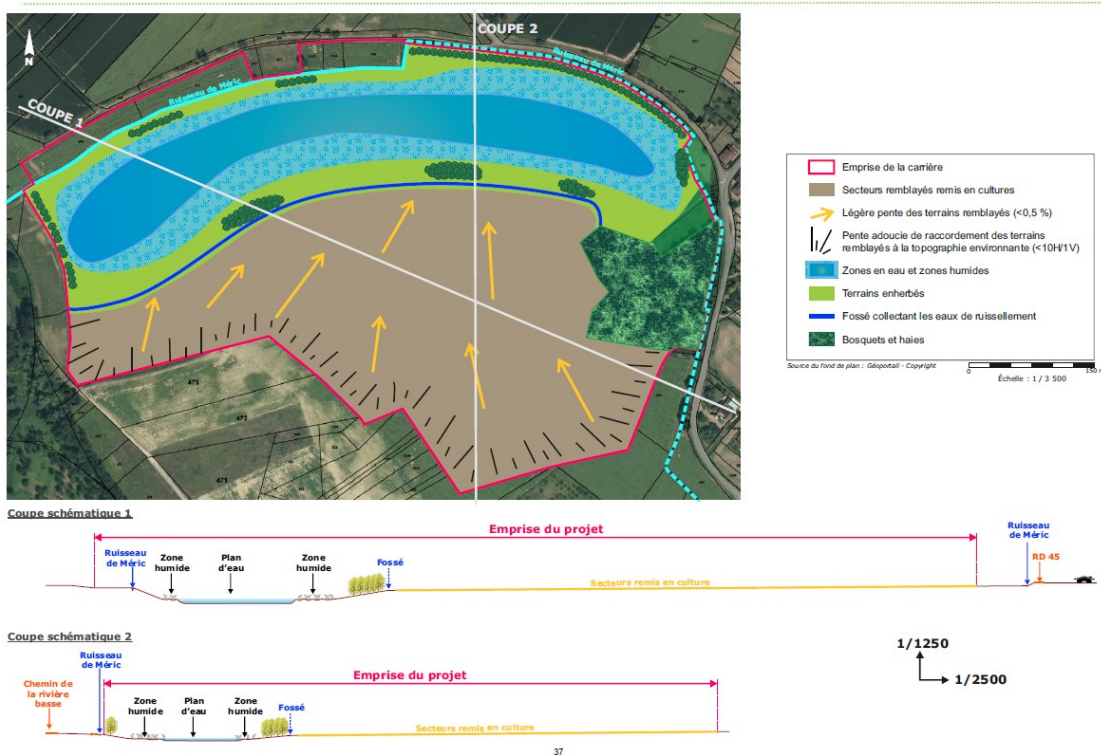 COUPE 2
N
Ruisseau de Méric
Ruisseau de Méric
COUPE 1
475
472
471
Emprise de la carrière
Secteurs remblayés remis en cultures
Légère pente des terrains remblayés (<0,5 %)
Pente adoucie de raccordement des terrains
remblayés à la topographie environnante (<10H/1V)
Zones en eau et zones humides
Terrains enherbés
Fossé collectant les eaux de ruissellement
Bosquets et haies
Source du fond de plan : Géoportail - Copyright
0
150 m
Échelle : 1 / 3 500
Coupe schématique 1
Emprise du projet
Ruisseau
de Méric
Zone
humide
Plan
d'eau
Zone
humide
Fossé
Secteurs remis en culture
Ruisseau
de Méric
RD 45
Coupe schématique 2
Chemin de
la rivière
basse
Ruisseau
de Méric
Emprise du projet
Zone
humide
Plan
d'eau
Zone
humide
Fossé
Secteurs remis en culture
1/1250
1/2500
37